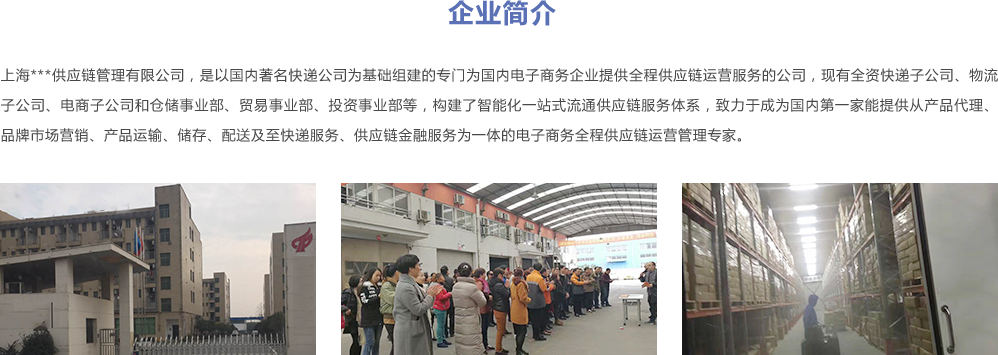 企业简介
上海***供应链管理有限公司，是以国内著名快递公司为基础组建的专门为国内电子商务企业提供全程供应链运营服务的公司，现有全资快递子公司、物流
子公司、电商子公司和仓储事业部、贸易事业部、投资事业部等，构建了智能化一站式流通供应链服务体系，致力于成为国内第一家能提供从产品代理、
品牌市场营销、产品运输、储存、配送及至快递服务、供应链金融服务为一体的电子商务全程供应链运营管理专家。